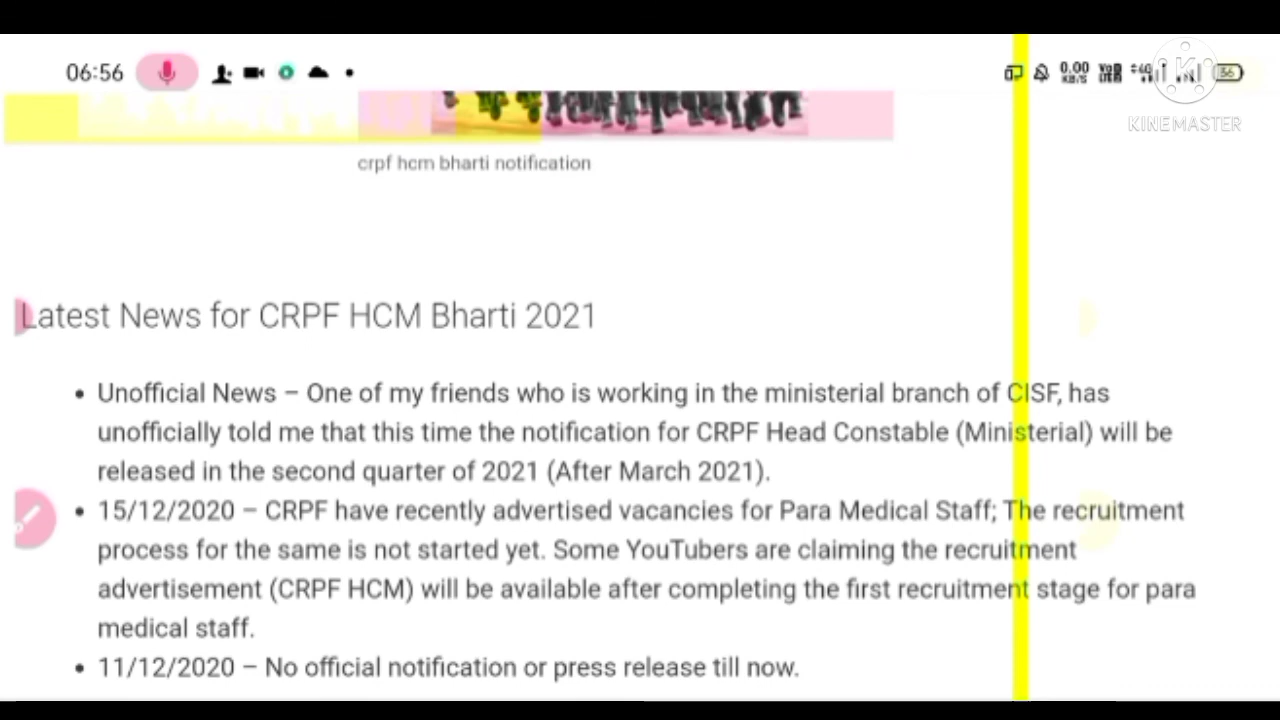 06:56
0.00
KB/S
36
KINEMASTER
crpf hcm bharti notification
Latest News for CRPF HCM Bharti 2021
• Unofficial News – One of my friends who is working in the ministerial branch of CISF, has
unofficially told me that this time the notification for CRPF Head Constable (Ministerial) will be
released in the second quarter of 2021 (After March 2021).
• 15/12/2020 – CRPF have recently advertised vacancies for Para Medical Staff; The recruitment
process for the same is not started yet. Some YouTubers are claiming the recruitment
advertisement (CRPF HCM) will be available after completing the first recruitment stage for para
medical staff.
• 11/12/2020 – No official notification or press release till now.